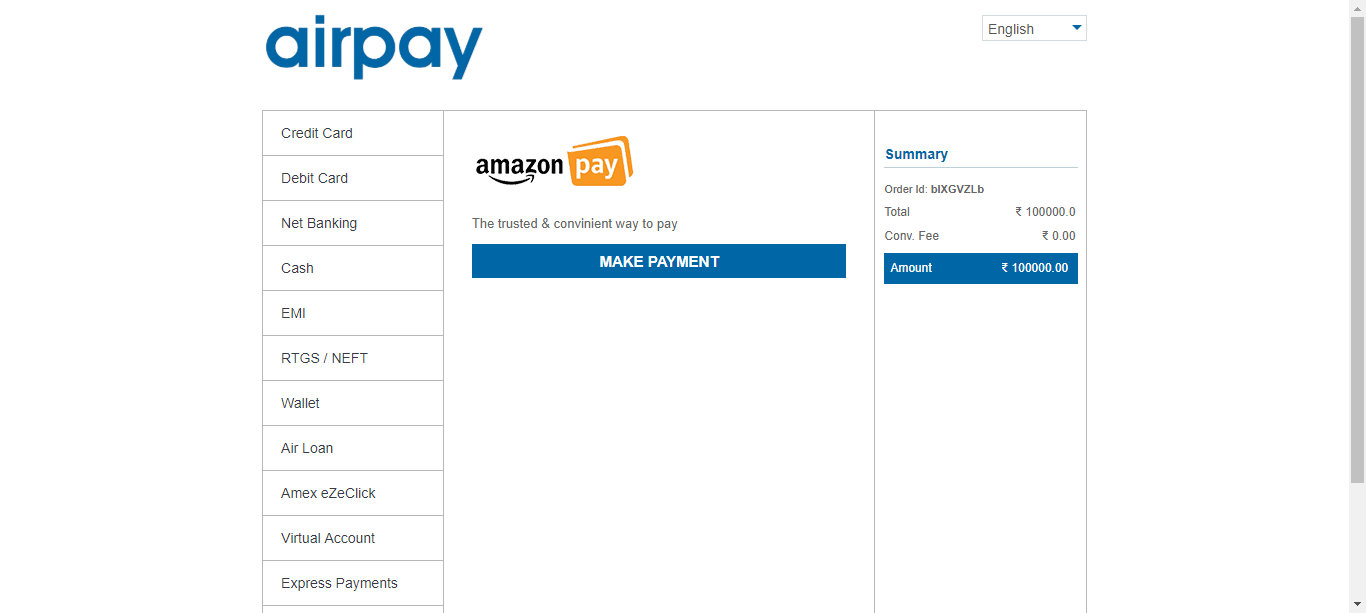 airpay
English
Credit Card
Debit Card
Net Banking
Cash
EMI
RTGS / NEFT
Wallet
Air Loan
Amex eZeClick
Virtual Account
Express Payments
amazon pay
The trusted & convinient way to pay
MAKE PAYMENT
Summary
Order Id: bIXGVZLb
Total ₹ 100000.0
Conv. Fee ₹ 0.00
Amount ₹ 100000.00